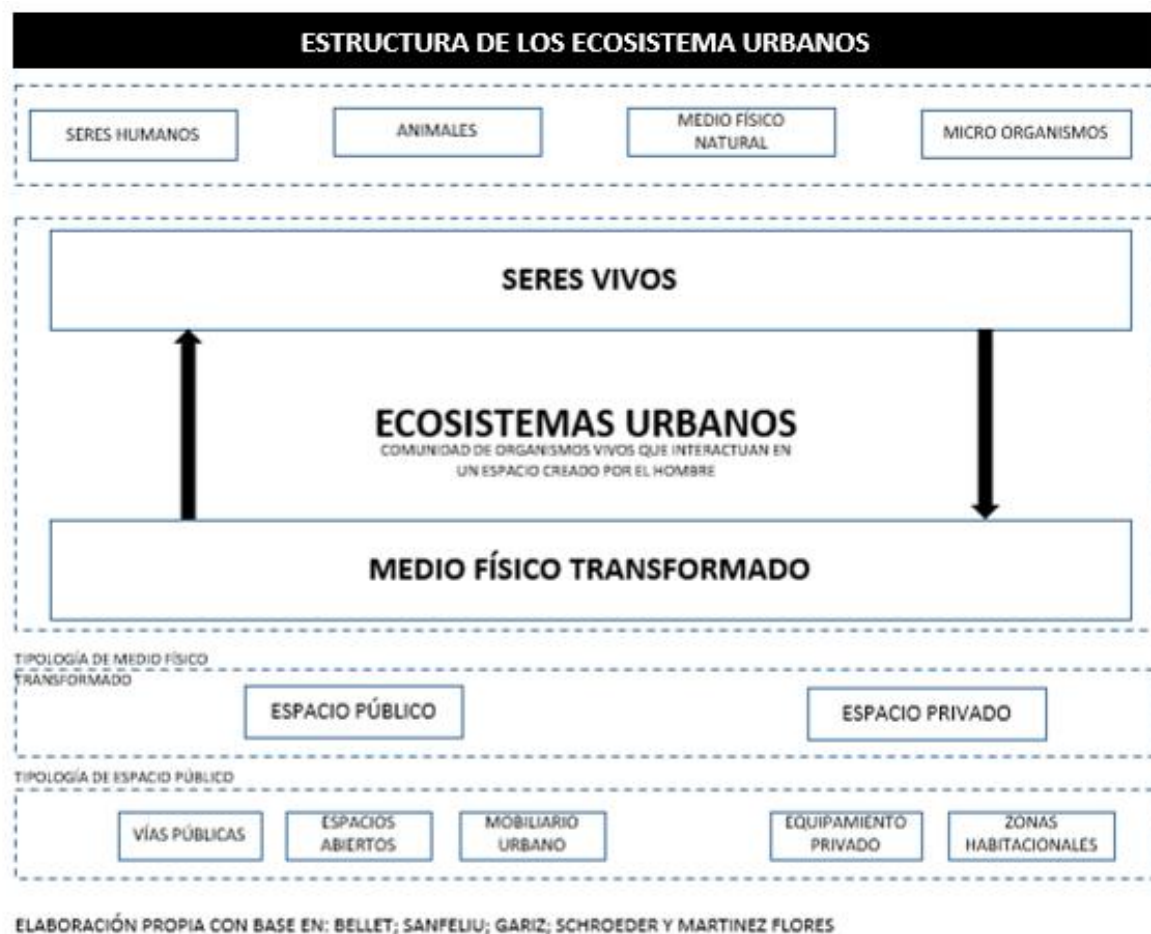 ESTRUCTURA DE LOS ECOSISTEMA URBANOS
SERES HUMANOS
ANIMALES
MEDIO FÍSICO
NATURAL
MICRO ORGANISMOS
SERES VIVOS
ECOSISTEMAS URBANOS
COMUNIDAD DE ORGANISMOS VIVOS QUE INTERACTUAN EN
UN ESPACIO CREADO POR EL HOMBRE
MEDIO FÍSICO TRANSFORMADO
TIPOLOGÍA DE MEDIO FÍSICO
TRANSFORMADO
ESPACIO PÚBLICO
ESPACIO PRIVADO
TIPOLOGÍA DE ESPACIO PÚBLICO
VÍAS PÚBLICAS
ESPACIOS
ABIERTOS
MOBILIARIO
URBANO
EQUIPAMIENTO
PRIVADO
ZONAS
HABITACIONALES
ELABORACIÓN PROPIA CON BASE EN: BELLET; SANFELIU; GARIZ; SCHROEDER Y MARTINEZ FLORES